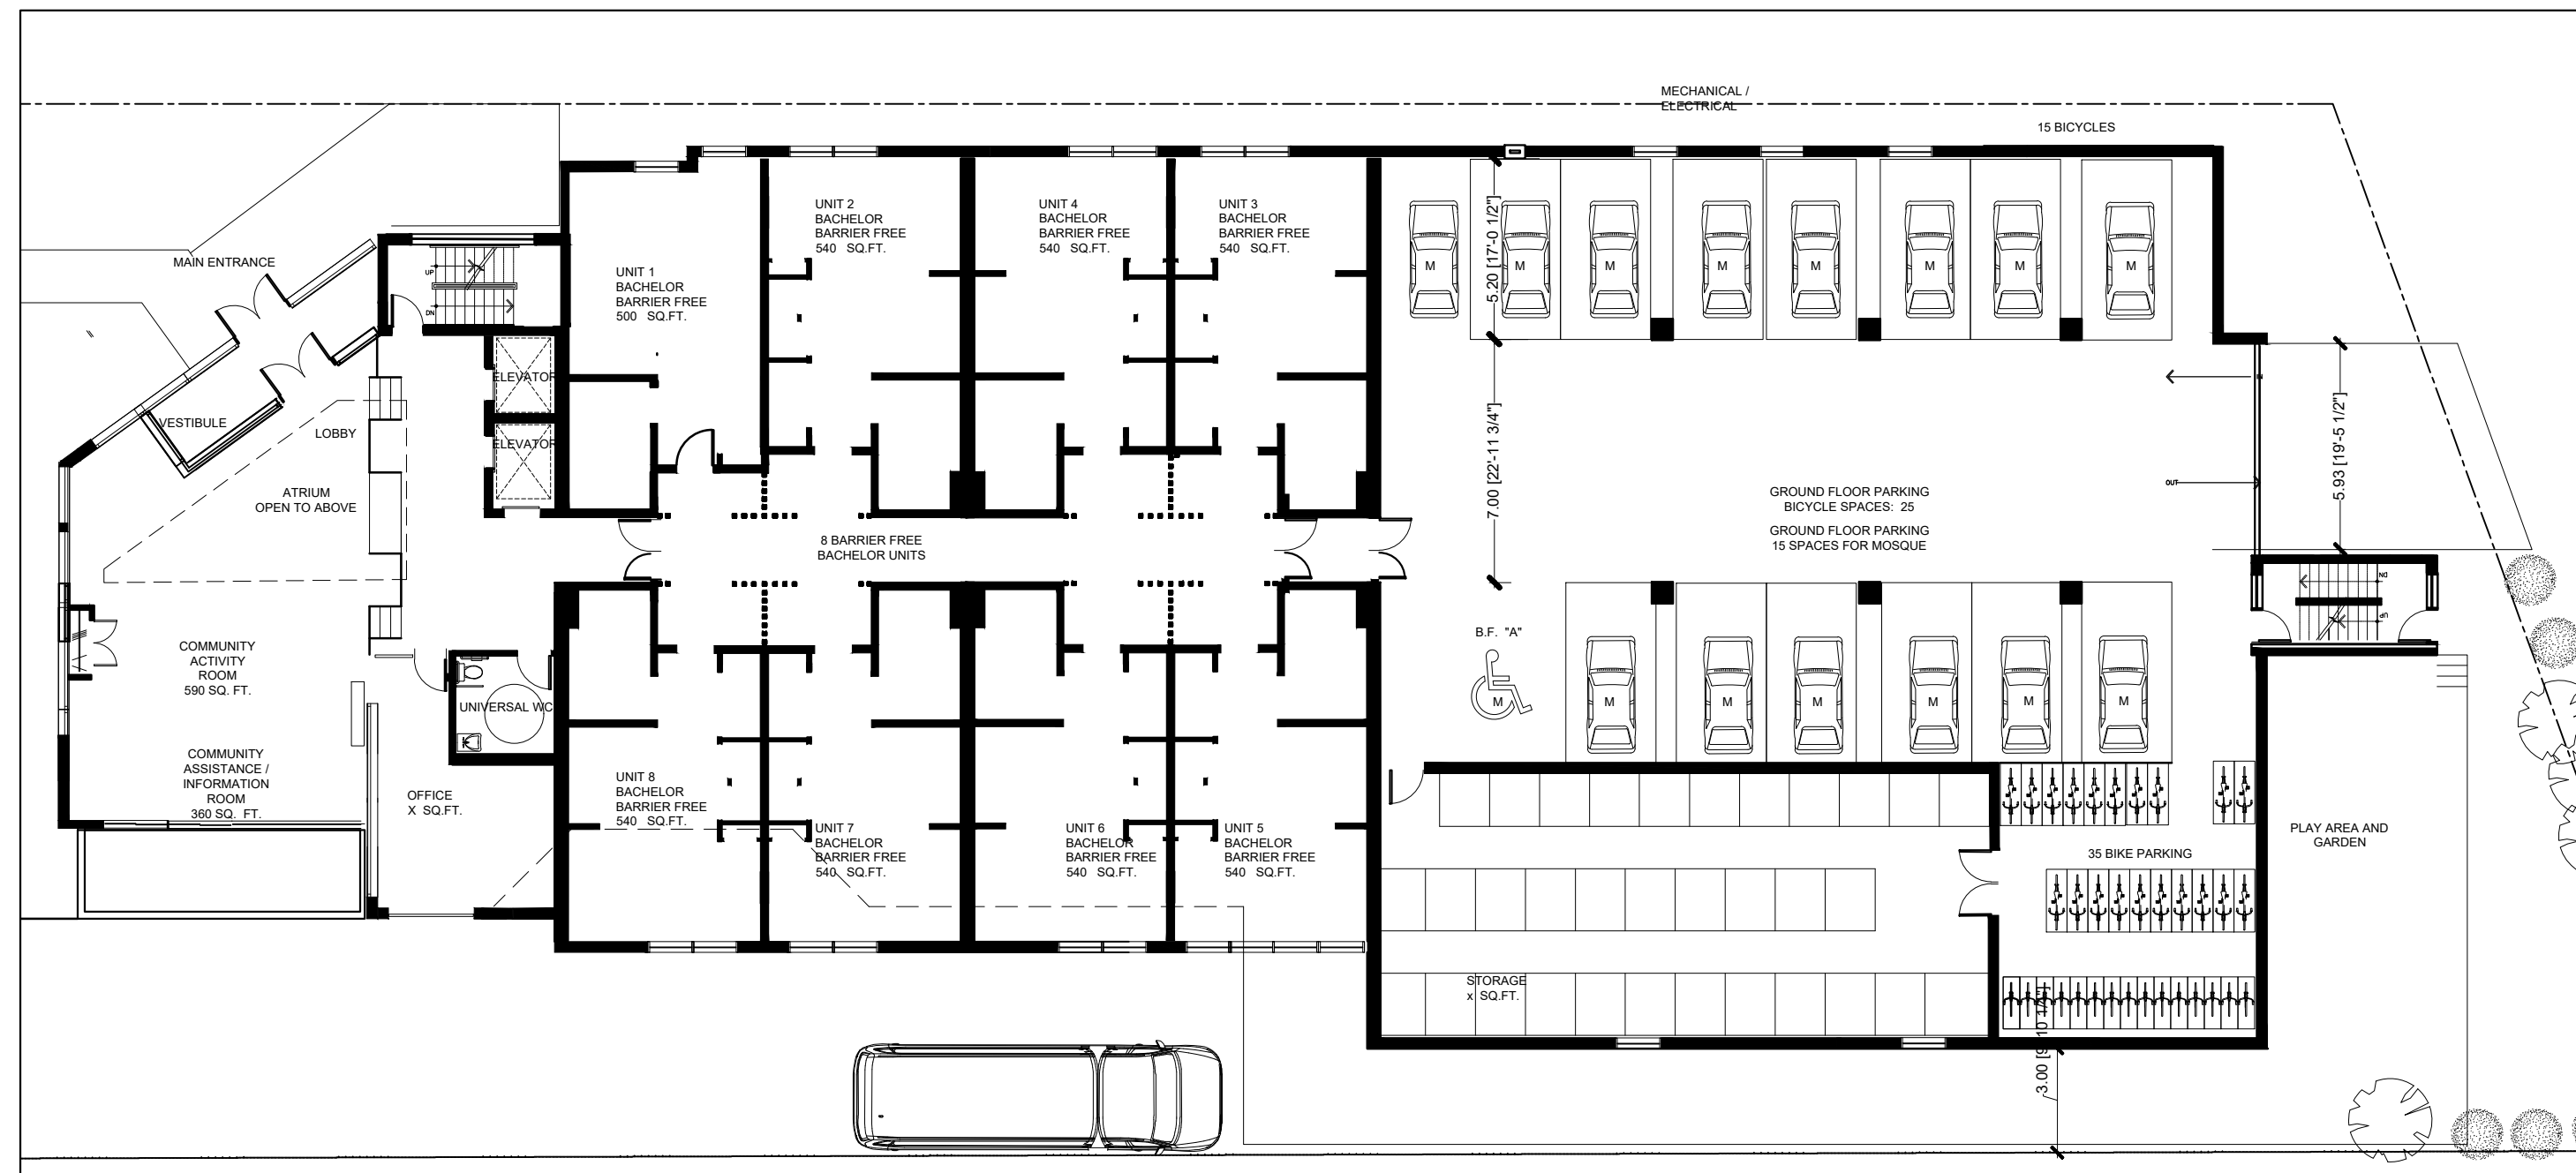 MECHANICAL /
ELECTRICAL
15 BICYCLES
MAIN ENTRANCE
UP
DN
VESTIBULE
LOBBY
ELEVATOR
ELEVATOR
ATRIUM
OPEN TO ABOVE
UNIT 1
BACHELOR
BARRIER FREE
500 SQ.FT.
UNIT 2
BACHELOR
BARRIER FREE
540 SQ.FT.
UNIT 4
BACHELOR
BARRIER FREE
540 SQ.FT.
UNIT 3
BACHELOR
BARRIER FREE
540 SQ.FT.
M
M
M
M
M
M
M
M
5.20 [17'-0 1/2"]
7.00 [22'-11 3/4"]
IN
OUT
5.93 [19'-5 1/2"]
GROUND FLOOR PARKING
BICYCLE SPACES: 25
GROUND FLOOR PARKING
15 SPACES FOR MOSQUE
8 BARRIER FREE
BACHELOR UNITS
DN
UP
COMMUNITY
ACTIVITY
ROOM
590 SQ. FT.
COMMUNITY
ASSISTANCE /
INFORMATION
ROOM
360 SQ. FT.
UNIVERSAL WC
OFFICE
X SQ.FT.
UNIT 8
BACHELOR
BARRIER FREE
540 SQ.FT.
UNIT 7
BACHELOR
BARRIER FREE
540 SQ.FT.
UNIT 6
BACHELOR
BARRIER FREE
540 SQ.FT.
UNIT 5
BACHELOR
BARRIER FREE
540 SQ.FT.
B.F. "A"
M
M
M
M
M
M
M
35 BIKE PARKING
PLAY AREA AND
GARDEN
STORAGE
x SQ.FT.
3.00 [9'-10 1/4"]